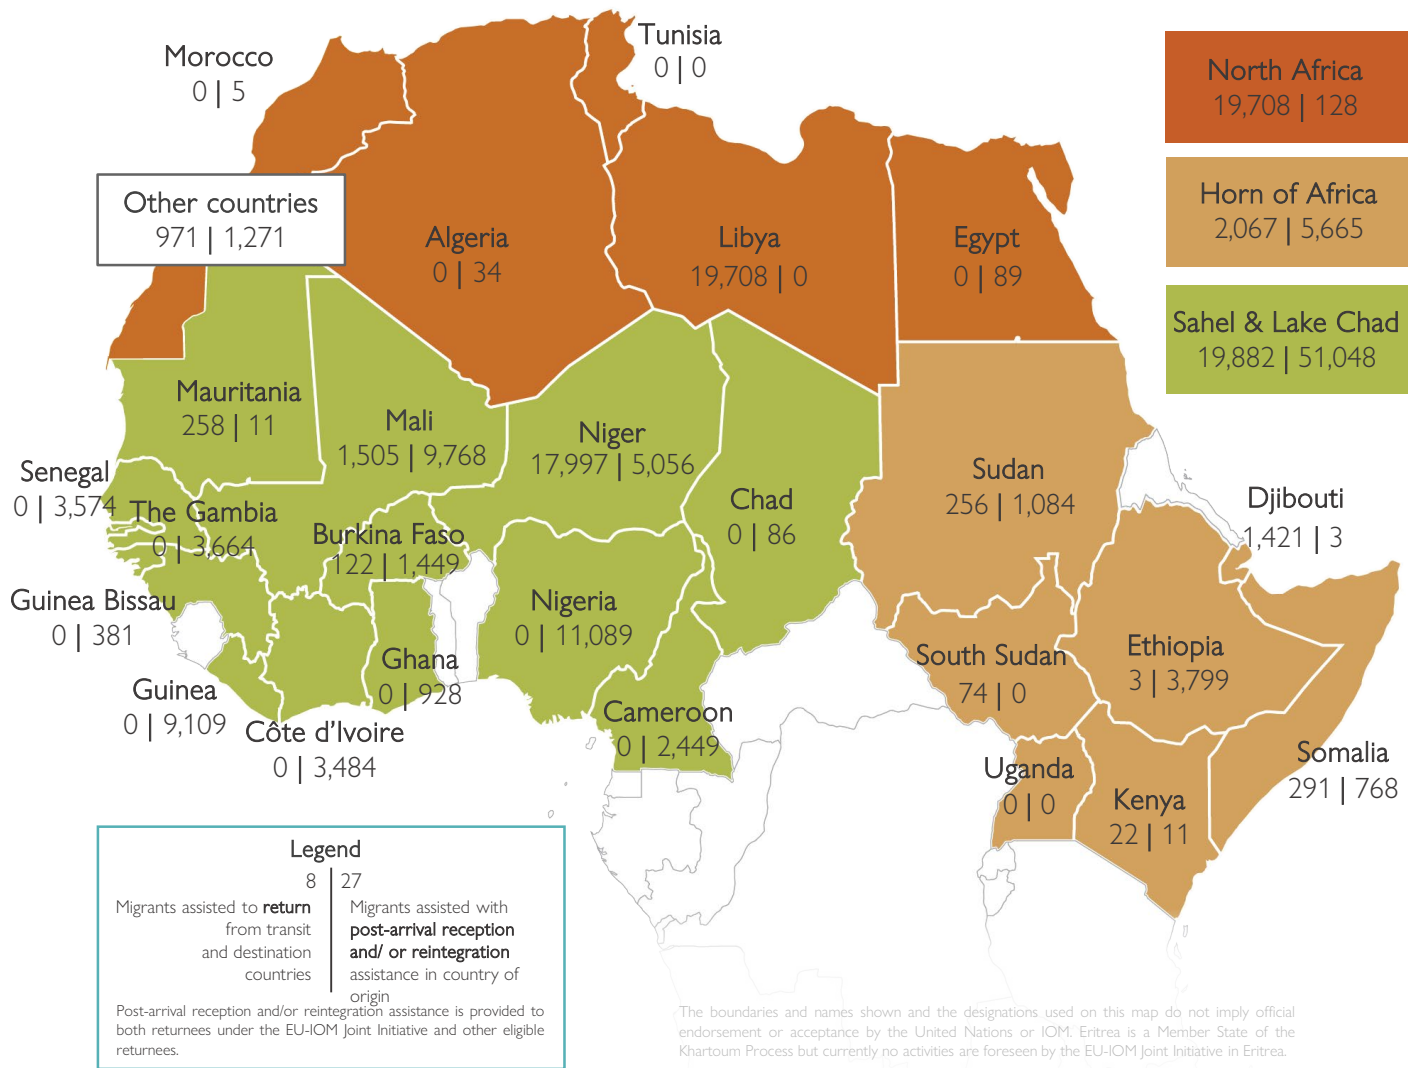 Morocco
0 | 5
Tunisia
0 | 0
North Africa
19,708 | 128
Horn of Africa
2,067 | 5,665
Sahel & Lake Chad
19,882 | 51,048
Other countries
971 | 1,271
Algeria
0 | 34
Libya
19,708 | 0
Egypt
0 | 89
Mauritania
258 | 11
Mali
1,505 | 9,768
Niger
17,997 | 5,056
Chad
0 | 86
Sudan
256 | 1,084
Djibouti
1,421 | 3
Senegal
0 | 3,574
The Gambia
0 | 3,664
Burkina Faso
122 | 1,449
Guinea Bissau
0 | 381
Nigeria
0 | 11,089
Ghana
0 | 928
South Sudan
74 | 0
Ethiopia
3 | 3,799
Guinea
0 | 9,109
Côte d’Ivoire
0 | 3,484
Cameroon
0 | 2,449
Uganda
0 | 0
Kenya
22 | 11
Somalia
291 | 768
Legend
8 | 27
Migrants assisted to return
from transit
and destination
countries
Migrants assisted with
post-arrival reception
and/ or reintegration
assistance in country of
origin
Post-arrival reception and/or reintegration assistance is provided to
both returnees under the EU-IOM Joint Initiative and other eligible
returnees.
The boundaries and names shown and the designations used on this map do not imply official
endorsement or acceptance by the United Nations or IOM. Eritrea is a Member State of the
Khartoum Process but currently no activities are foreseen by the EU-IOM Joint Initiative in Eritrea.